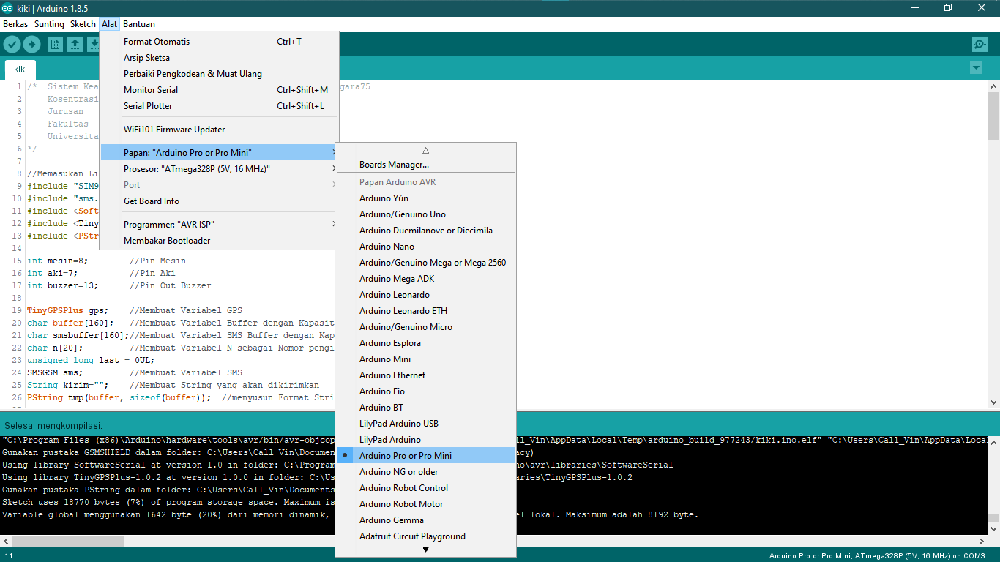 kiki | Arduino 1.8.5
Berkas Sunting Sketch Alat Bantuan
kiki
Format Otomatis Ctrl+T
Arsip Sketsa
Perbaiki Pengkodean & Muat Ulang
Monitor Serial Ctrl+Shift+M
Serial Plotter Ctrl+Shift+L
WiFi101 Firmware Updater
Papan: "Arduino Pro or Pro Mini"
Prosesor: "ATmega328P (5V, 16 MHz)"
Port
Get Board Info
Programmer: "AVR ISP"
Membakar Bootloader
Boards Manager...
Papan Arduino AVR
Arduino Yún
Arduino/Genuino Uno
Arduino Duemilanove or Diecimila
Arduino Nano
Arduino/Genuino Mega or Mega 2560
Arduino Mega ADK
Arduino Leonardo
Arduino Leonardo ETH
Arduino/Genuino Micro
Arduino Esplora
Arduino Mini
Arduino Ethernet
Arduino Fio
Arduino BT
LilyPad Arduino USB
LilyPad Arduino
Arduino Pro or Pro Mini
Arduino NG or older
Arduino Robot Control
Arduino Robot Motor
Arduino Gemma
Adafruit Circuit Playground
1 /* Sistem Kea gara75
2 Kosentrasi
3 Jurusan
4 Fakultas
5 Universita
6 */
7
8 //Memasukan Li
9 #include "SIM9
10 #include "sms.
11 #include <Soft
12 #include <Tiny
13 #include <PStr
14
15 int mesin=8; //Pin Mesin
16 int aki=7; //Pin Aki
17 int buzzer=13; //Pin Out Buzzer
18
19 TinyGPSPlus gps; //Membuat Variabel GPS
20 char buffer[160]; //Membuat Variabel Buffer dengan Kapasit
21 char smsbuffer[160];//Membuat Variabel SMS Buffer dengan Kap
22 char n[20]; //Membuat Variabel N sebagai Nomor pengi
23 unsigned long last = 0UL;
24 SMSGSM sms; //Membuat Variabel SMS
25 String kirim=""; //Membuat String yang akan dikirimkan
26 PString tmp(buffer, sizeof(buffer)); //menyusun Format Stri
Selesai mengkompilasi.
"C:\Program Files (x86)\Arduino\hardware\tools\avr/bin/avr-objcop ll_Vin\AppData\Local\Temp\arduino_build_977243/kiki.ino.elf" "C:\Users\Call_Vin\AppData\Loca
Gunakan pustaka GSMSHIELD dalam folder: C:\Users\Call_Vin\Documents acy)
Using library SoftwareSerial at version 1.0 in folder: C:\Program no\avr\libraries\SoftwareSerial
Using library TinyGPSPlus-1.0.2 at version 1.0.0 in folder: C:\Us aries\TinyGPSPlus-1.0.2
Gunakan pustaka PString dalam folder: C:\Users\Call_Vin\Documents
Sketch uses 18770 bytes (7%) of program storage space. Maximum is
Variable global menggunakan 1642 byte (20%) dari memori dinamik, el lokal. Maksimum adalah 8192 byte.
11 Arduino Pro or Pro Mini, ATmega328P (5V, 16 MHz) on COM3